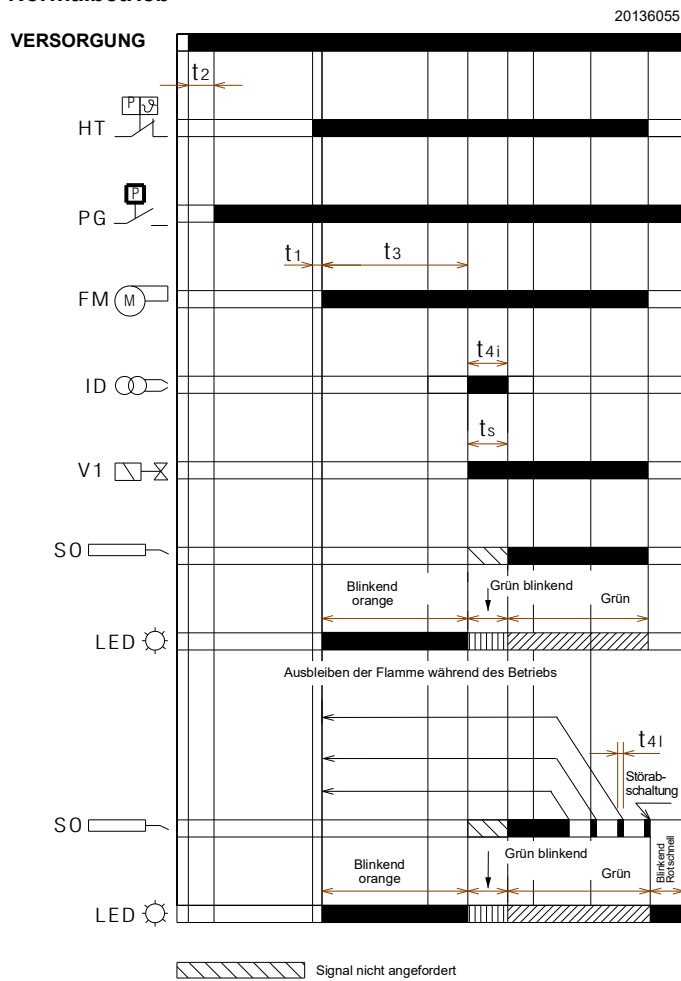 20136055
VERSORGUNG
t2
P ϑ
HT
P
PG
t1 t3
FM M
t4i
ID
ts
V1
SO
Blinkend
orange
Grün blinkend
Grün
LED
Ausbleiben der Flamme während des Betriebs
t4l
Störab-
schaltung
SO
Blinkend
orange
Grün blinkend
Grün
Blinkend
Rot schnell
LED
Signal nicht angefordert